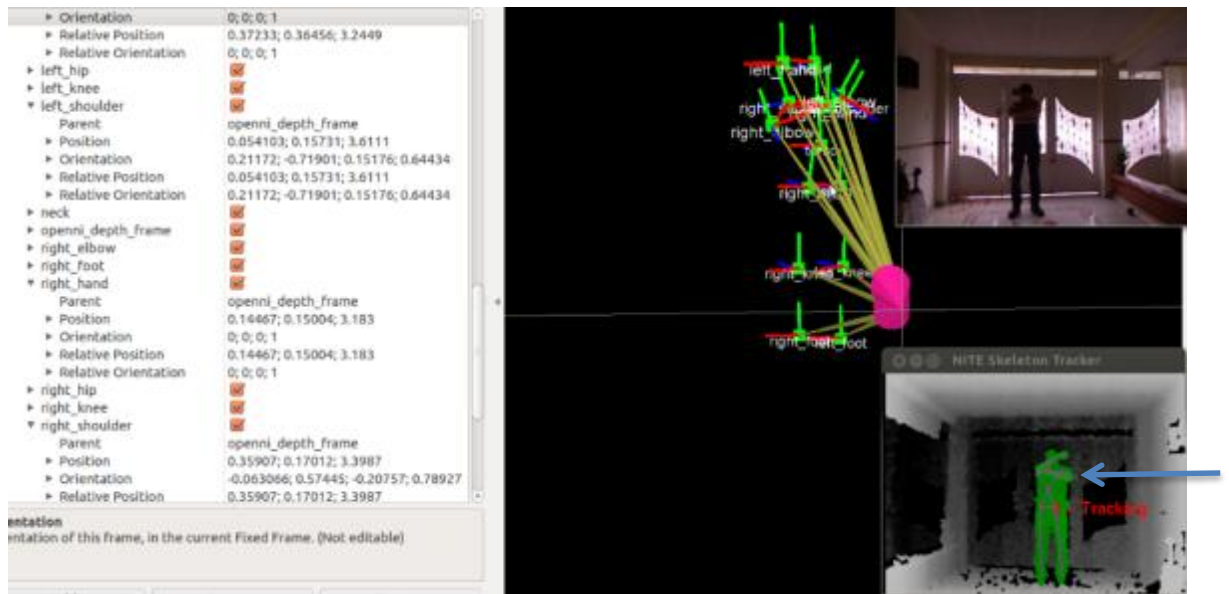 Orientation 0; 0; 0; 1
Relative Position 0.37233; 0.36456; 3.2449
Relative Orientation 0; 0; 0; 1
left_hip
left_knee
left_shoulder
Parent openni_depth_frame
Position 0.054103; 0.15731; 3.6111
Orientation 0.21172; -0.71901; 0.15176; 0.64434
Relative Position 0.054103; 0.15731; 3.6111
Relative Orientation 0.21172; -0.71901; 0.15176; 0.64434
neck
openni_depth_frame
right_elbow
right_foot
right_hand
Parent openni_depth_frame
Position 0.14467; 0.15004; 3.183
Orientation 0; 0; 0; 1
Relative Position 0.14467; 0.15004; 3.183
Relative Orientation 0; 0; 0; 1
right_hip
right_knee
right_shoulder
Parent openni_depth_frame
Position 0.35907; 0.17012; 3.3987
Orientation -0.063066; 0.57445; -0.20757; 0.78927
Relative Position 0.35907; 0.17012; 3.3987
entation
entation of this frame, in the current Fixed Frame. (Not editable)
left_hand
right_elbow
right_foot left_foot
NITE Skeleton Tracker
Tracking